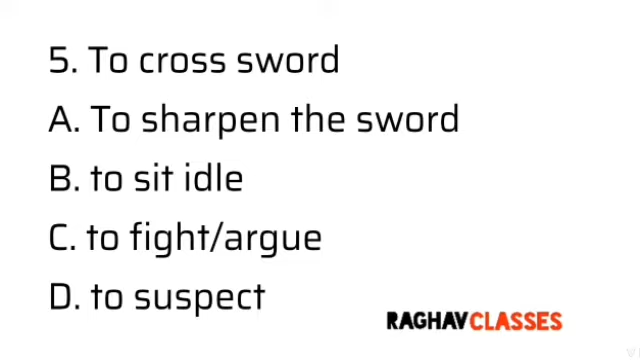 5. To cross sword
A. To sharpen the sword
B. to sit idle
C. to fight/argue
D. to suspect
RAGHAVCLASSES